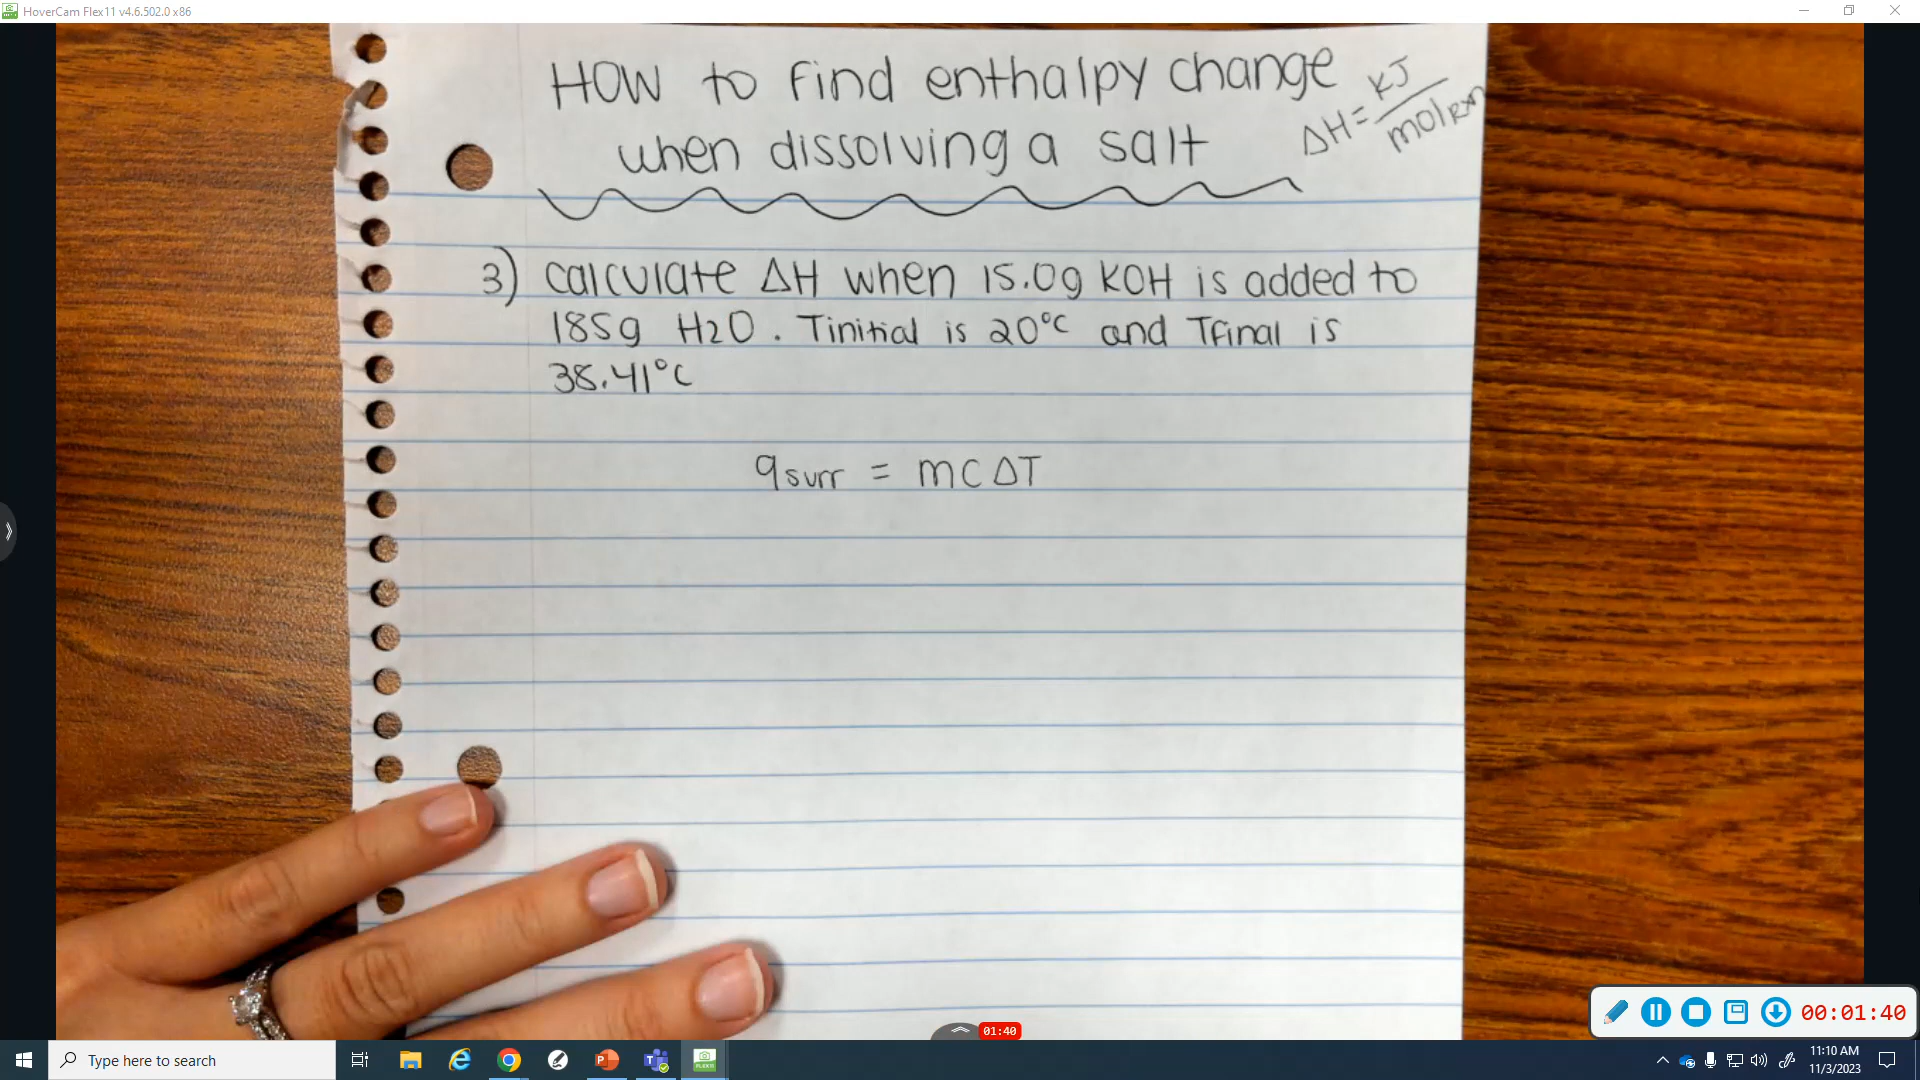 HoverCam Flex11 v4.6.502.0 x86
HOW to find enthalpy change
when dissolving a salt
ΔH = KJ
molrxn
3) calculate ΔH when 15.0g KOH is added to
185g H2O. Tinitial is 20°C and Tfinal is
38.41°C
qsurr = mCΔT
01:40
00:01:40
Type here to search
11:10 AM
11/3/2023